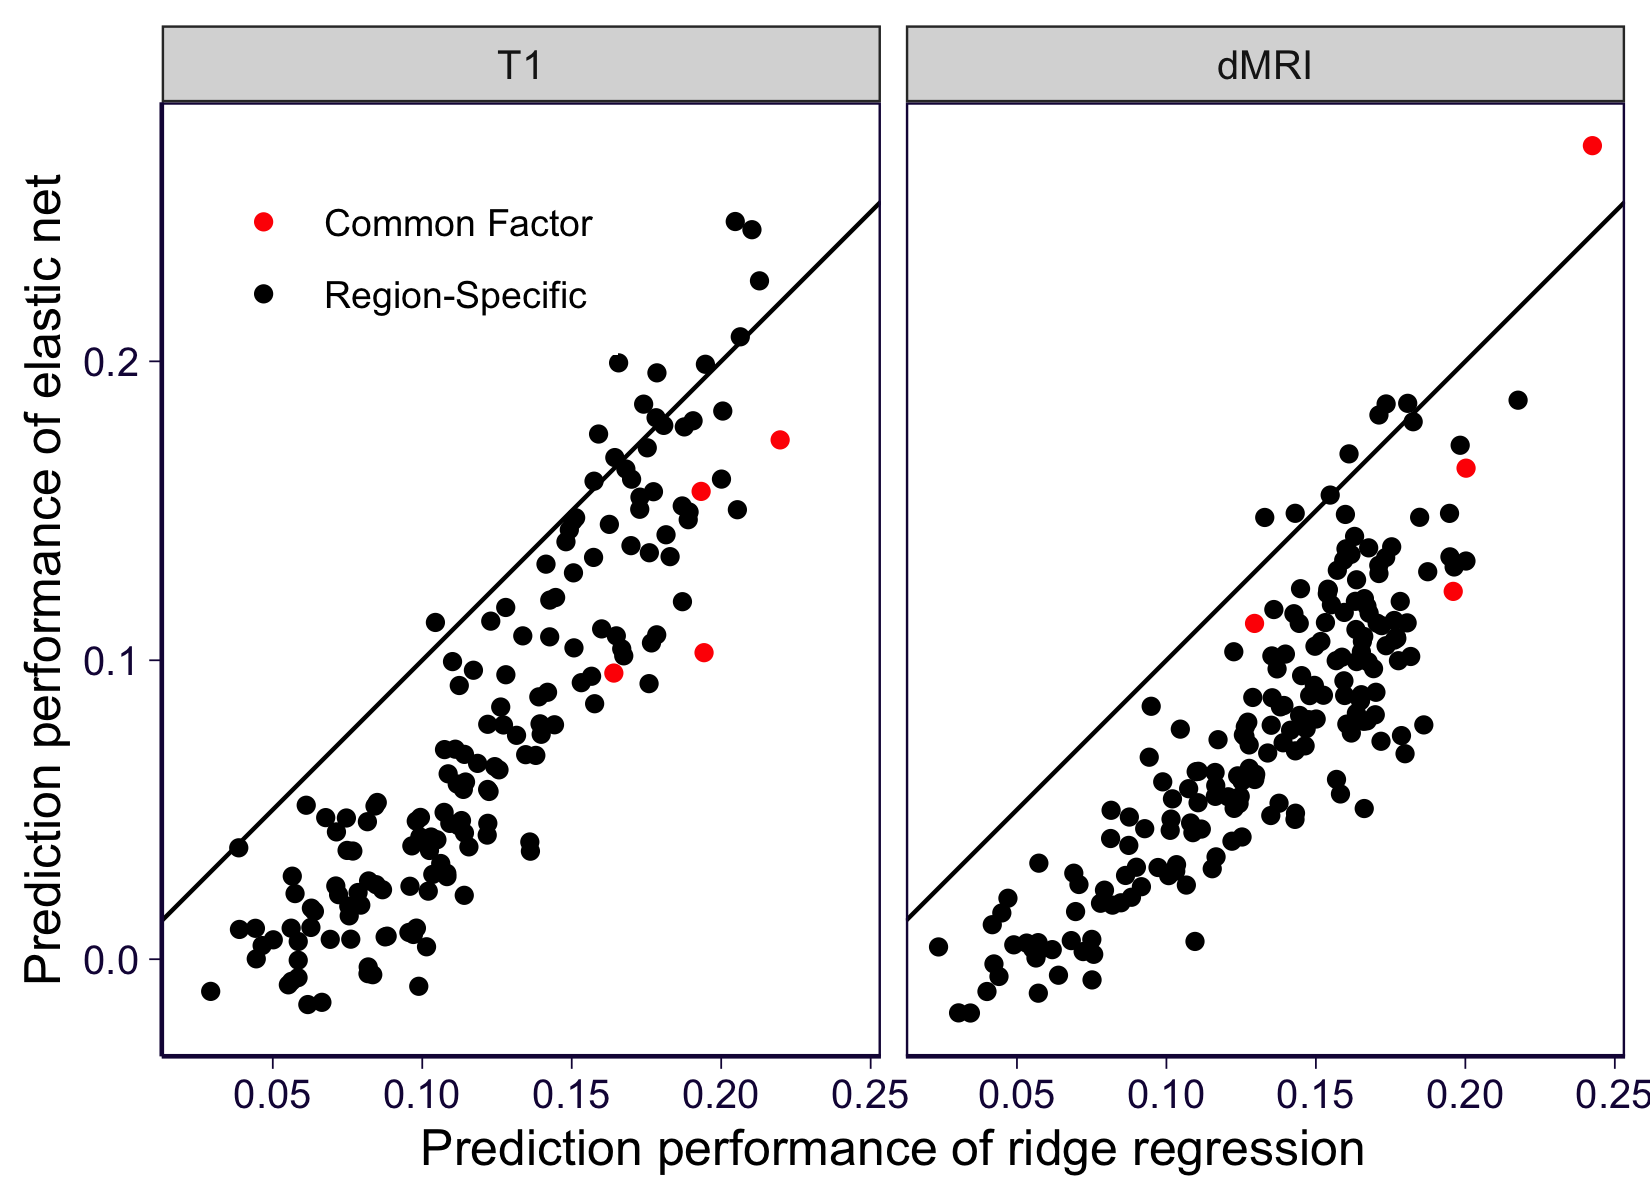 T1
dMRI
Common Factor
Region-Specific
Prediction performance of elastic net
0.2
0.1
0.0
0.05 0.10 0.15 0.20 0.25
0.05 0.10 0.15 0.20 0.25
Prediction performance of ridge regression